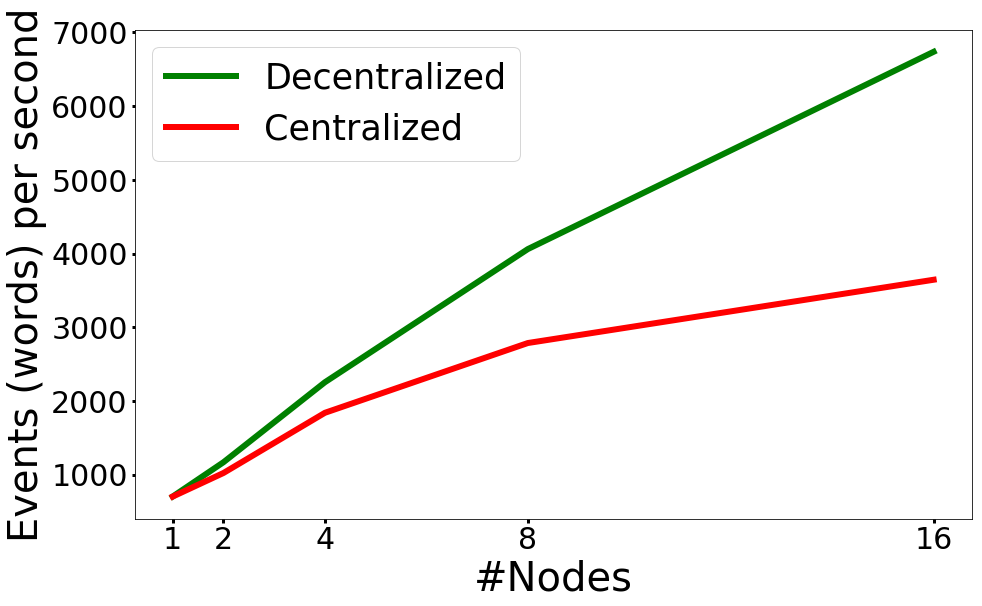 Events (words) per second
7000
6000
5000
4000
3000
2000
1000
Decentralized
Centralized
1 2 4 8 16
#Nodes